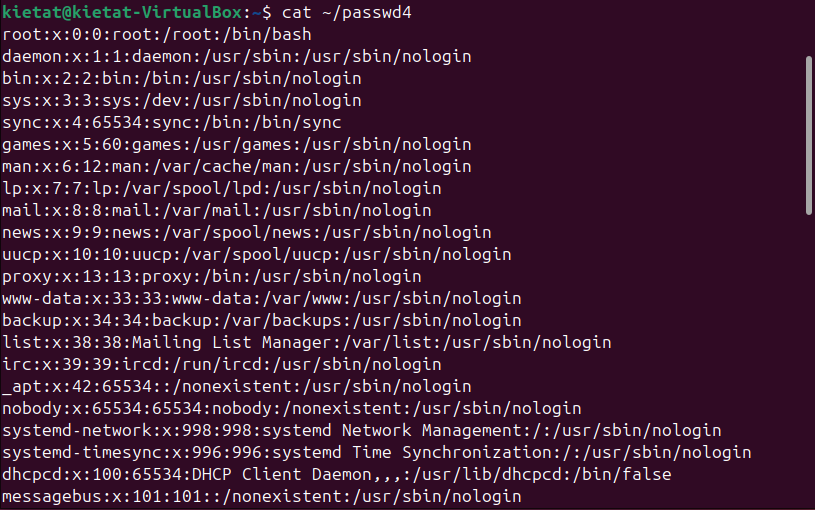 kietat@kietat-VirtualBox:~$ cat ~/passwd4
root:x:0:0:root:/root:/bin/bash
daemon:x:1:1:daemon:/usr/sbin:/usr/sbin/nologin
bin:x:2:2:bin:/bin:/usr/sbin/nologin
sys:x:3:3:sys:/dev:/usr/sbin/nologin
sync:x:4:65534:sync:/bin:/bin/sync
games:x:5:60:games:/usr/games:/usr/sbin/nologin
man:x:6:12:man:/var/cache/man:/usr/sbin/nologin
lp:x:7:7:lp:/var/spool/lpd:/usr/sbin/nologin
mail:x:8:8:mail:/var/mail:/usr/sbin/nologin
news:x:9:9:news:/var/spool/news:/usr/sbin/nologin
uucp:x:10:10:uucp:/var/spool/uucp:/usr/sbin/nologin
proxy:x:13:13:proxy:/bin:/usr/sbin/nologin
www-data:x:33:33:www-data:/var/www:/usr/sbin/nologin
backup:x:34:34:backup:/var/backups:/usr/sbin/nologin
list:x:38:38:Mailing List Manager:/var/list:/usr/sbin/nologin
irc:x:39:39:ircd:/run/ircd:/usr/sbin/nologin
_apt:x:42:65534::/nonexistent:/usr/sbin/nologin
nobody:x:65534:65534:nobody:/nonexistent:/usr/sbin/nologin
systemd-network:x:998:998:systemd Network Management:/:/usr/sbin/nologin
systemd-timesync:x:996:996:systemd Time Synchronization:/:/usr/sbin/nologin
dhcpcd:x:100:65534:DHCP Client Daemon,,,:/usr/lib/dhcpcd:/bin/false
messagebus:x:101:101::/nonexistent:/usr/sbin/nologin